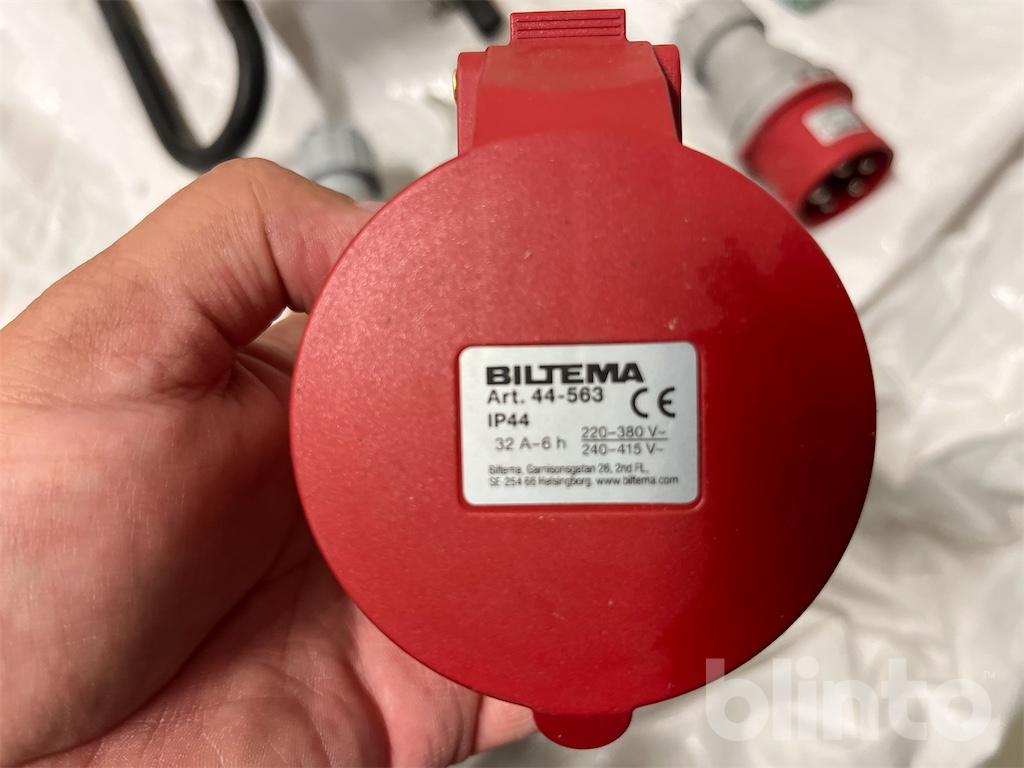 BILTEMA
Art. 44-563
CE
IP44
32 A-6 h
220-380 V~
240-415 V~
Biltema, Garnisonsgatan 26, 2nd FL,
SE-254 66 Helsingborg, www.biltema.com
blinto™